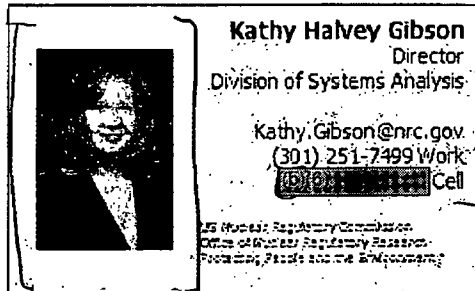 Kathy Halvey Gibson
Director
Division of Systems Analysis
Kathy.Gibson@nrc.gov
(301) 251-7499 Work
(b)(6) Cell
US Nuclear Regulatory Commission
Office of Nuclear Regulatory Research
Protecting People and the Environment